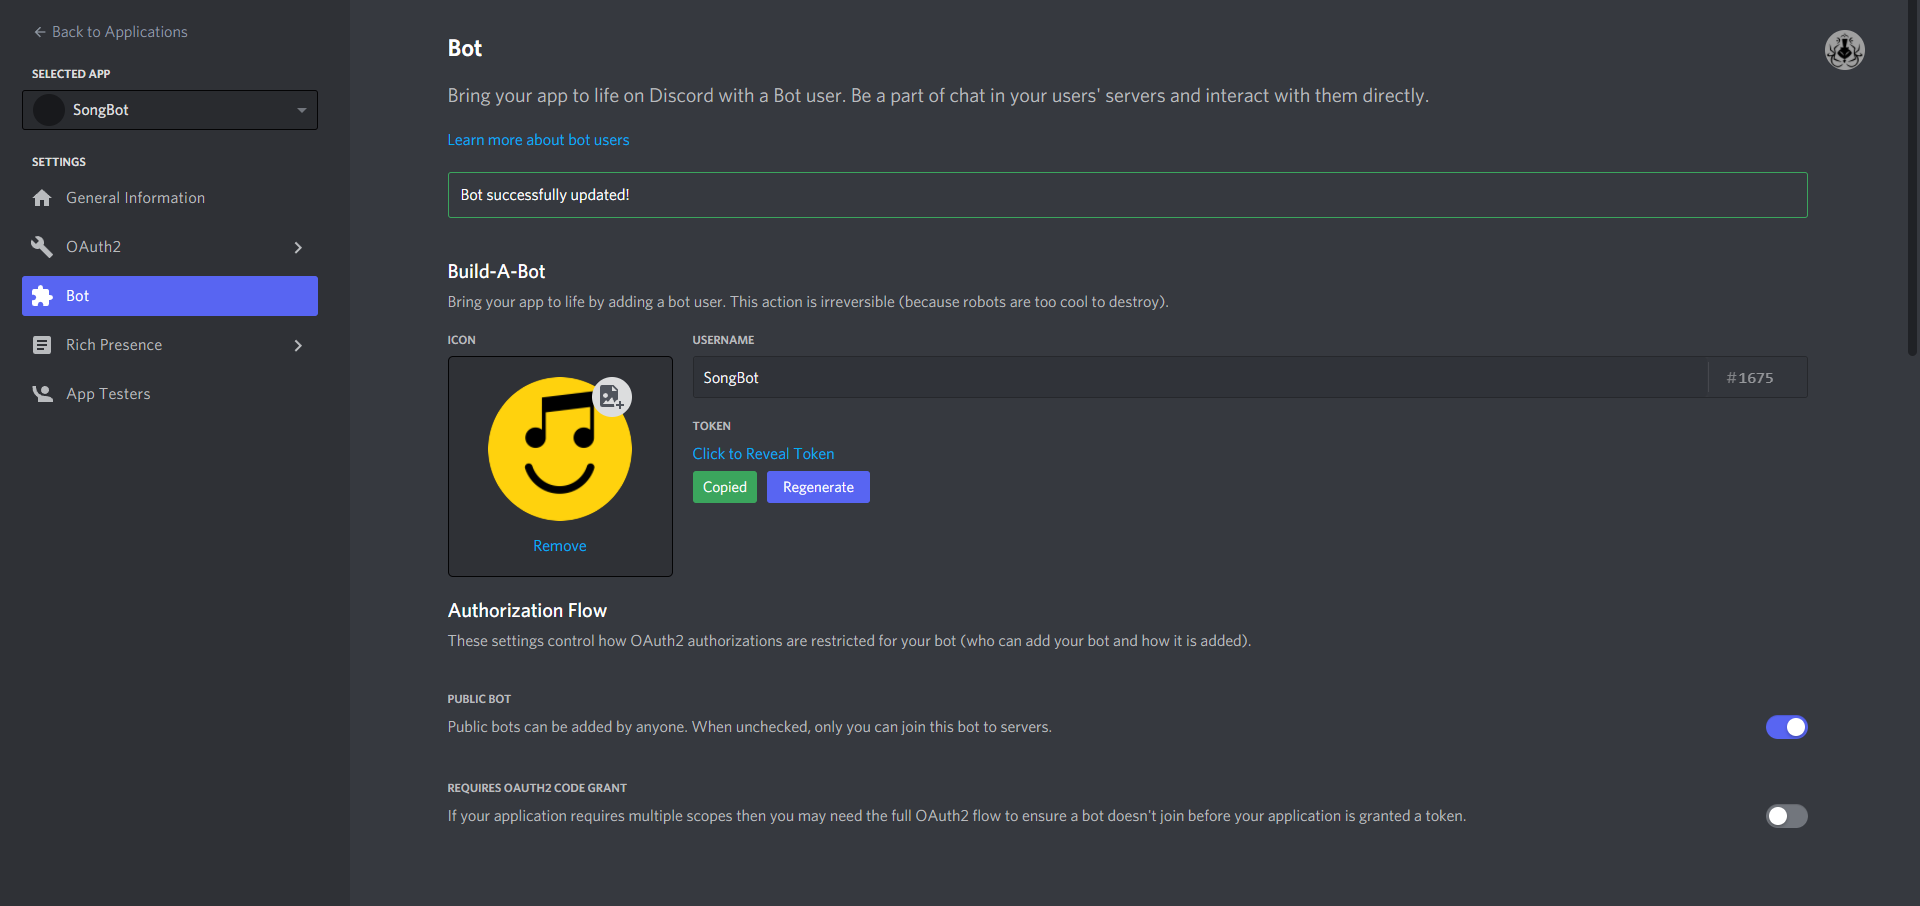 Back to Applications
SELECTED APP
SongBot
SETTINGS
General Information
OAuth2
Bot
Rich Presence
App Testers
Bot
Bring your app to life on Discord with a Bot user. Be a part of chat in your users' servers and interact with them directly.
Learn more about bot users
Bot successfully updated!
Build-A-Bot
Bring your app to life by adding a bot user. This action is irreversible (because robots are too cool to destroy).
ICON
Remove
USERNAME
SongBot #1675
TOKEN
Click to Reveal Token
Copied Regenerate
Authorization Flow
These settings control how OAuth2 authorizations are restricted for your bot (who can add your bot and how it is added).
PUBLIC BOT
Public bots can be added by anyone. When unchecked, only you can join this bot to servers.
REQUIRES OAUTH2 CODE GRANT
If your application requires multiple scopes then you may need the full OAuth2 flow to ensure a bot doesn't join before your application is granted a token.